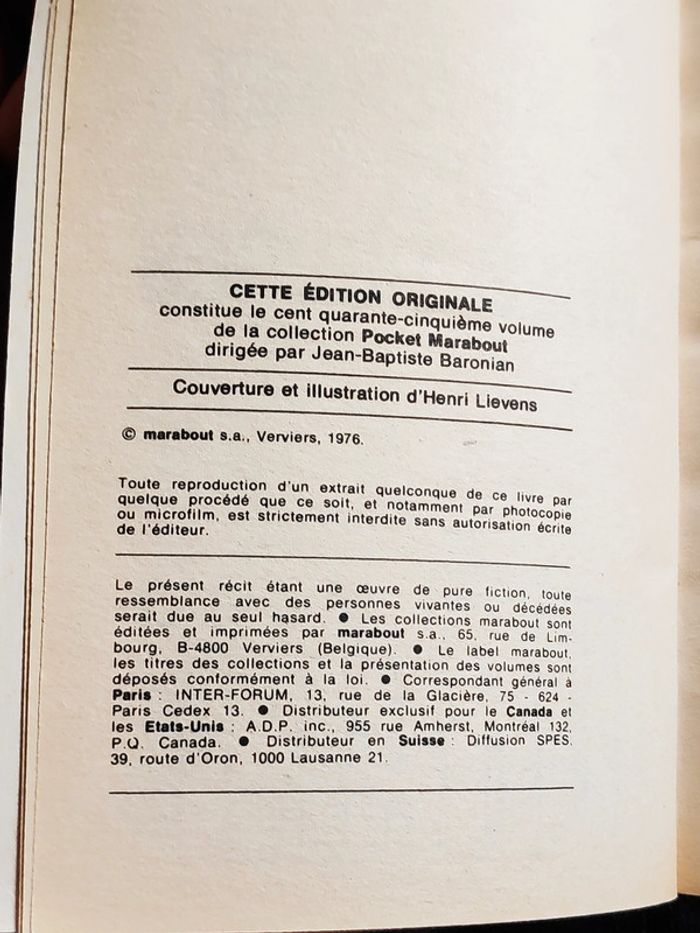 CETTE ÉDITION ORIGINALE
constitue le cent quarante-cinquième volume
de la collection Pocket Marabout
dirigée par Jean-Baptiste Baronian
Couverture et illustration d'Henri Lievens
© marabout s.a., Verviers, 1976.
Toute reproduction d'un extrait quelconque de ce livre par
quelque procédé que ce soit, et notamment par photocopie
ou microfilm, est strictement interdite sans autorisation écrite
de l'éditeur.
Le présent récit étant une œuvre de pure fiction, toute
ressemblance avec des personnes vivantes ou décédées
serait due au seul hasard. ● Les collections marabout sont
éditées et imprimées par marabout s.a., 65, rue de Lim-
bourg, B-4800 Verviers (Belgique). ● Le label marabout,
les titres des collections et la présentation des volumes sont
déposés conformément à la loi. ● Correspondant général à
Paris : INTER-FORUM, 13, rue de la Glacière, 75 - 624 -
Paris Cedex 13. ● Distributeur exclusif pour le Canada et
les Etats-Unis : A.D.P. inc., 955 rue Amherst, Montréal 132,
P.Q. Canada. ● Distributeur en Suisse : Diffusion SPES,
39, route d'Oron, 1000 Lausanne 21.